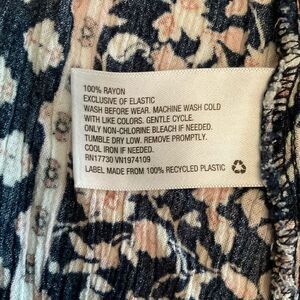 100% RAYON
EXCLUSIVE OF ELASTIC
WASH BEFORE WEAR. MACHINE WASH COLD
WITH LIKE COLORS. GENTLE CYCLE.
ONLY NON-CHLORINE BLEACH IF NEEDED.
TUMBLE DRY LOW. REMOVE PROMPTLY.
COOL IRON IF NEEDED.
RN17730 VN1974109
LABEL MADE FROM 100% RECYCLED PLASTIC